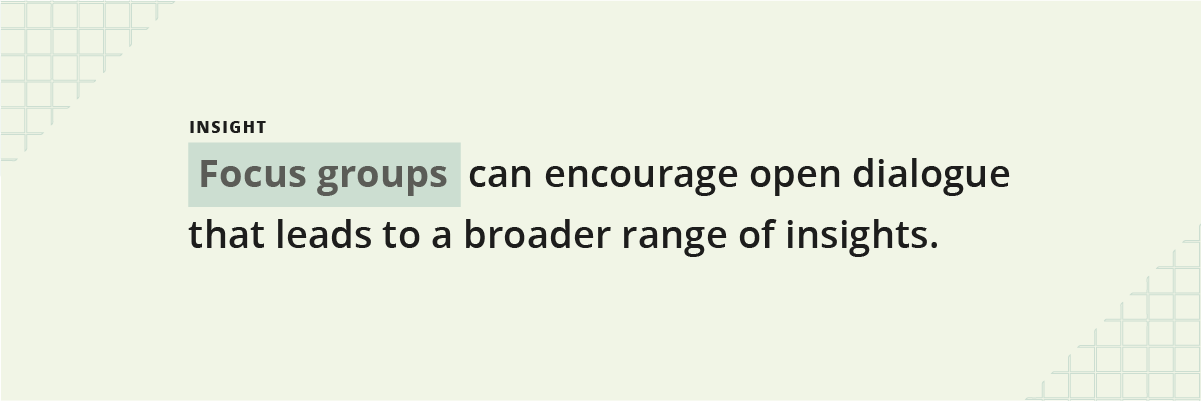 INSIGHT
Focus groups can encourage open dialogue
that leads to a broader range of insights.